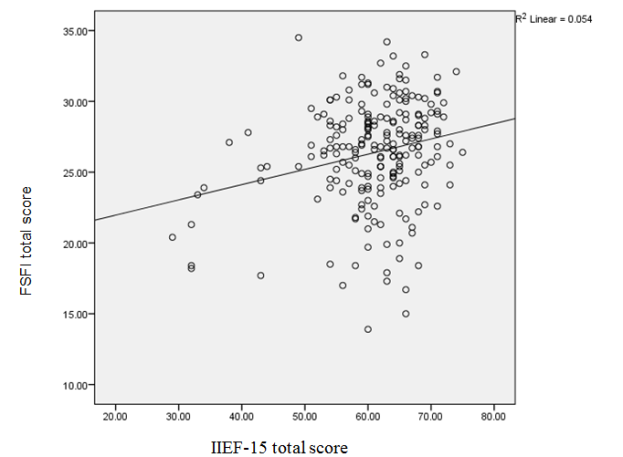 R² Linear = 0.054
FSFI total score
35.00
30.00
25.00
20.00
15.00
10.00
20.00 30.00 40.00 50.00 60.00 70.00 80.00
IIEF-15 total score